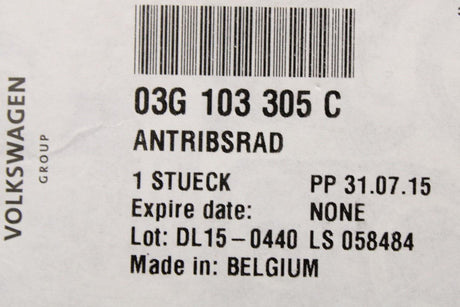 VOLKSWAGEN
GROUP
03G 103 305 C
ANTRIBSRAD
1 STUECK PP 31.07.15
Expire date: NONE
Lot: DL15-0440 LS 058484
Made in: BELGIUM